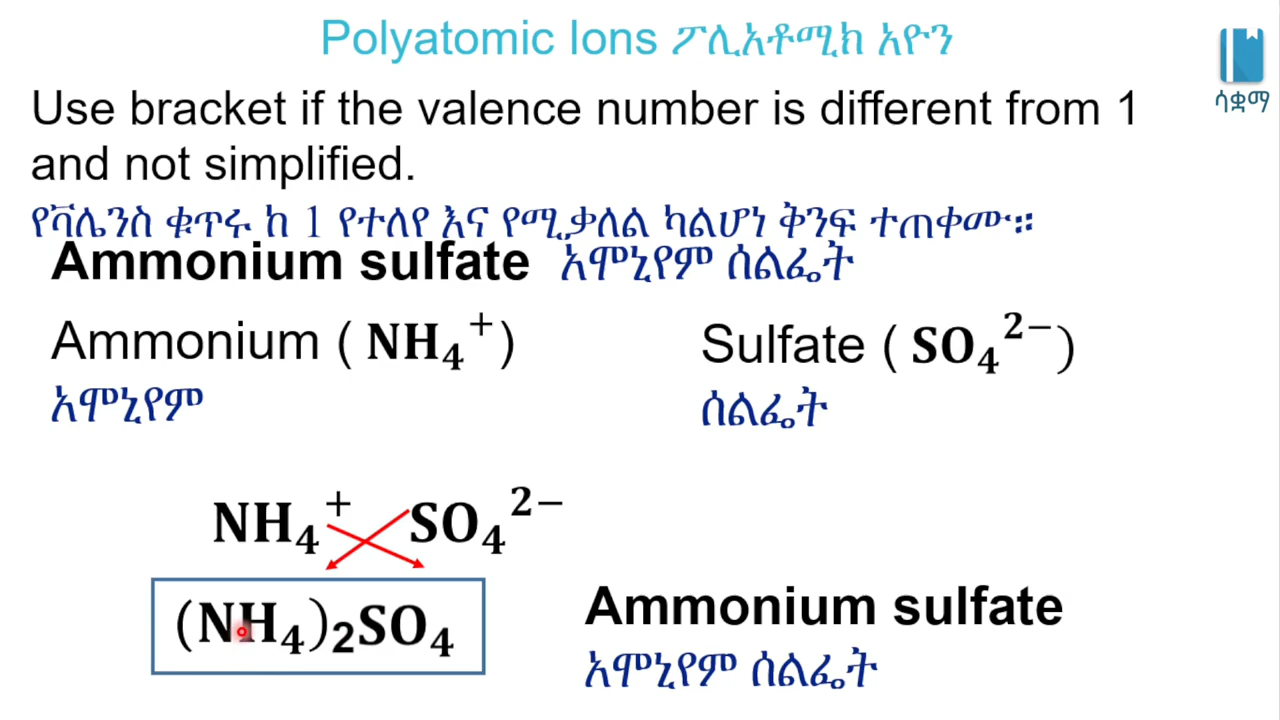 Polyatomic Ions ፖሊአቶሚክ አዮን
ሳቋማ
Use bracket if the valence number is different from 1
and not simplified.
የቫሌንስ ቁጥሩ ከ 1 የተለየ እና የሚቃለል ካልሆነ ቅንፍ ተጠቀሙ።
Ammonium sulfate አሞኒየም ሰልፌት
Ammonium ( NH₄⁺) Sulfate ( SO₄²⁻)
አሞኒየም ሰልፌት
NH₄⁺ SO₄²⁻
(NH₄)₂SO₄ Ammonium sulfate
አሞኒየም ሰልፌት